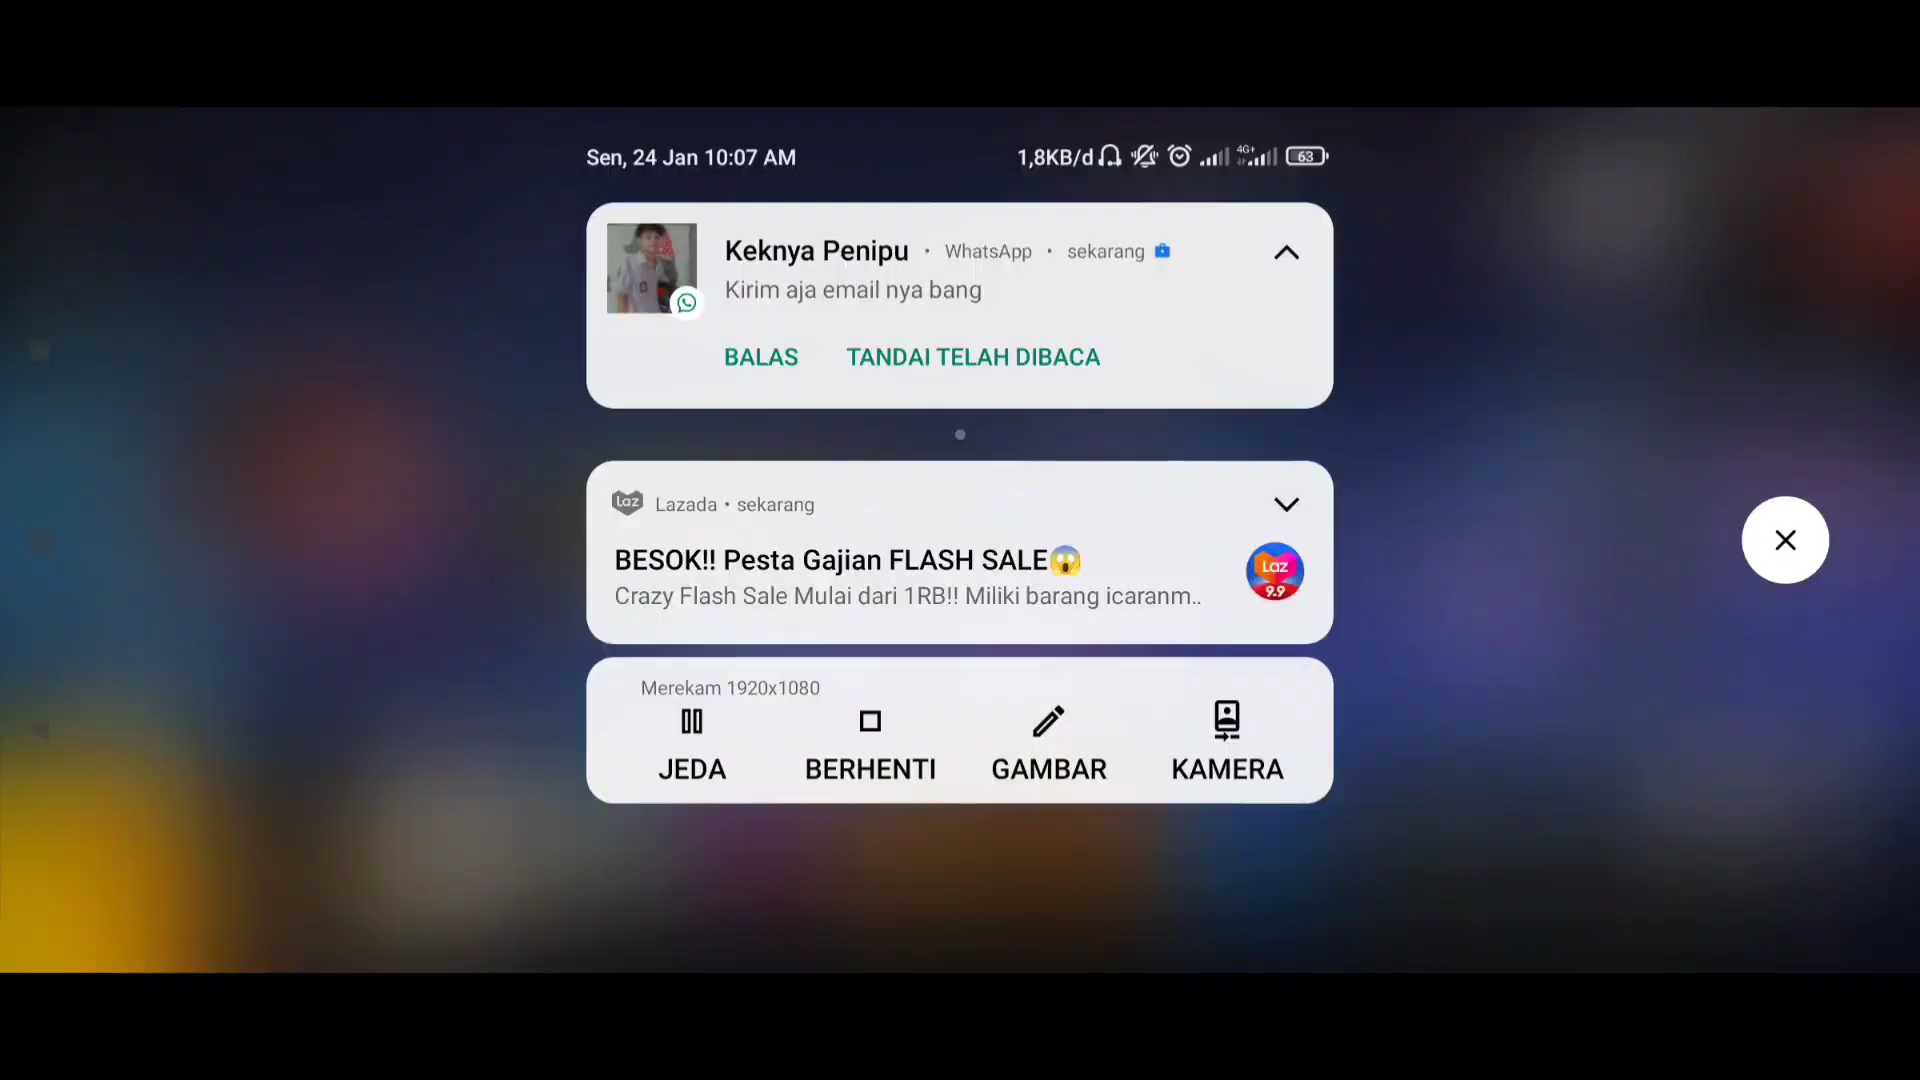 Sen, 24 Jan 10:07 AM
1,8KB/d 4G+ 63
Keknya Penipu • WhatsApp • sekarang
Kirim aja email nya bang
BALAS TANDAI TELAH DIBACA
Laz Lazada • sekarang
BESOK!! Pesta Gajian FLASH SALE😱
Crazy Flash Sale Mulai dari 1RB!! Miliki barang icaranm..
Laz
9.9
Merekam 1920x1080
JEDA BERHENTI GAMBAR KAMERA